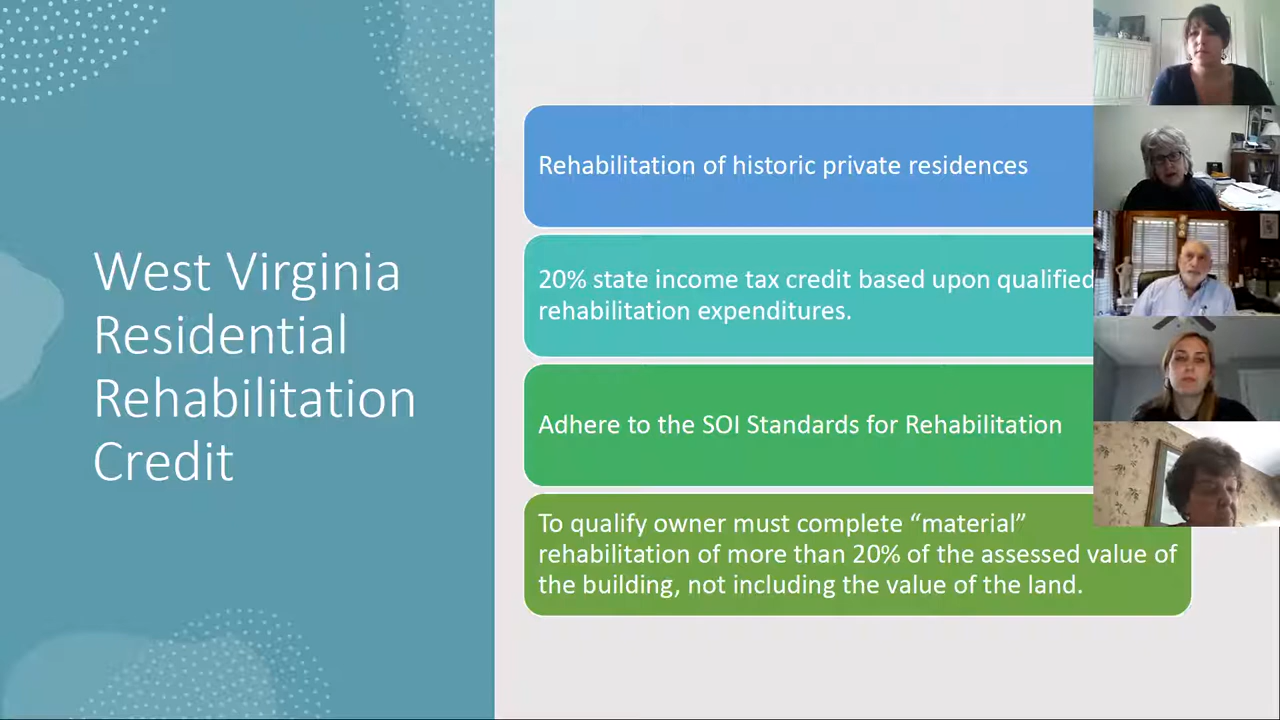 West Virginia
Residential
Rehabilitation
Credit
Rehabilitation of historic private residences
20% state income tax credit based upon qualified
rehabilitation expenditures.
Adhere to the SOI Standards for Rehabilitation
To qualify owner must complete “material”
rehabilitation of more than 20% of the assessed value of
the building, not including the value of the land.